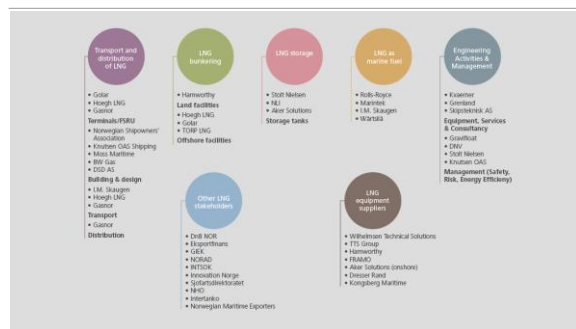 Transport and
distribution
of LNG
• Golar
• Hoegh LNG
• Gasnor
Terminals/FSRU
• Norwegian Shipowners'
Association
• Knutsen OAS Shipping
• Moss Maritime
• BW Gas
• DSD AS
Building & design
• I.M. Skaugen
• Hoegh LNG
• Gasnor
Transport
• Gasnor
Distribution
LNG
bunkering
• Hamworthy
Land facilities
• Hoegh LNG
• Golar
• TORP LNG
Offshore facilities
LNG storage
• Stolt Nielsen
• NLI
• Aker Solutions
Storage tanks
LNG as
marine fuel
• Rolls-Royce
• Marintek
• I.M. Skaugen
• Wärtsilä
Engineering
Activities &
Management
• Kvaerner
• Grenland
• Skipsteknisk AS
Equipment, Services
& Consultancy
• Gravifloat
• DNV
• Stolt Nielsen
• Knutsen OAS
Management (Safety,
Risk, Energy Efficieny)
Other LNG
stakeholders
• Drill NOR
• Eksportfinans
• GIEK
• NORAD
• INTSOK
• Innovation Norge
• Sjofartsdirektoratet
• NHO
• Intertanko
• Norwegian Maritime Exporters
LNG
equipment
suppliers
• Wilhelmsen Technical Solutions
• TTS Group
• Hamworthy
• FRAMO
• Aker Solutions (onshore)
• Dresser Rand
• Kongsberg Maritime